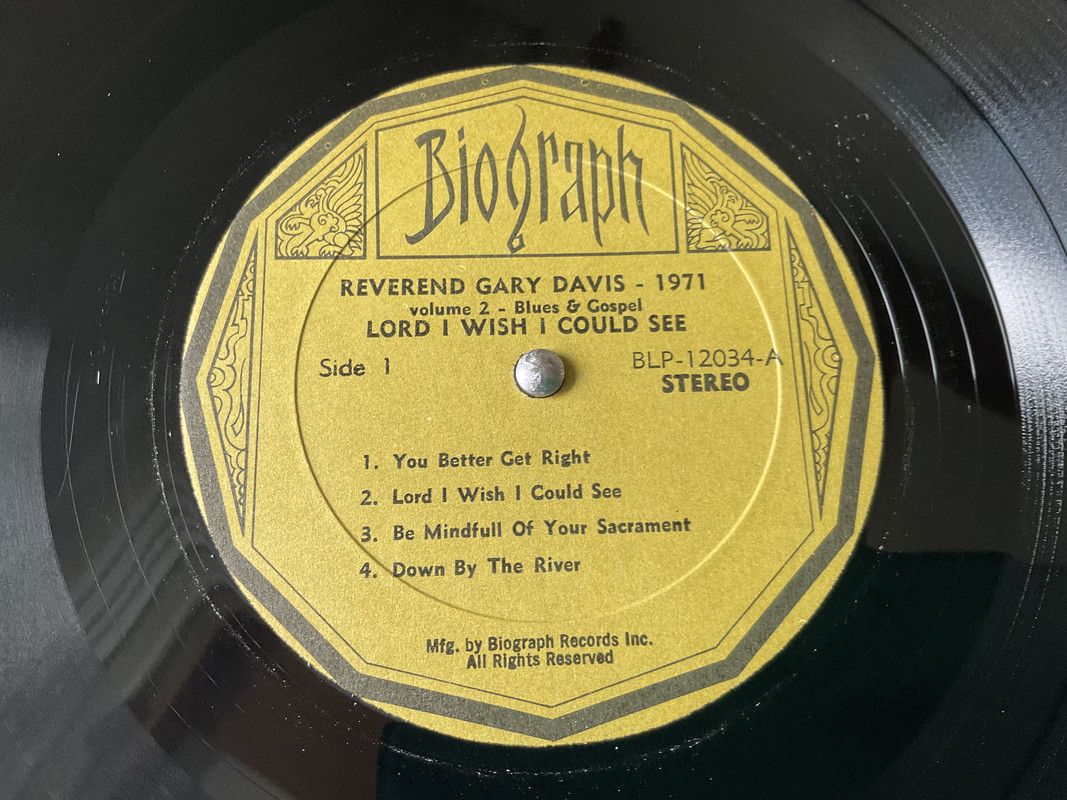 Biograph
REVEREND GARY DAVIS - 1971
volume 2 - Blues & Gospel
LORD I WISH I COULD SEE
Side 1
BLP-12034-A
STEREO
1. You Better Get Right
2. Lord I Wish I Could See
3. Be Mindfull Of Your Sacrament
4. Down By The River
Mfg. by Biograph Records Inc.
All Rights Reserved